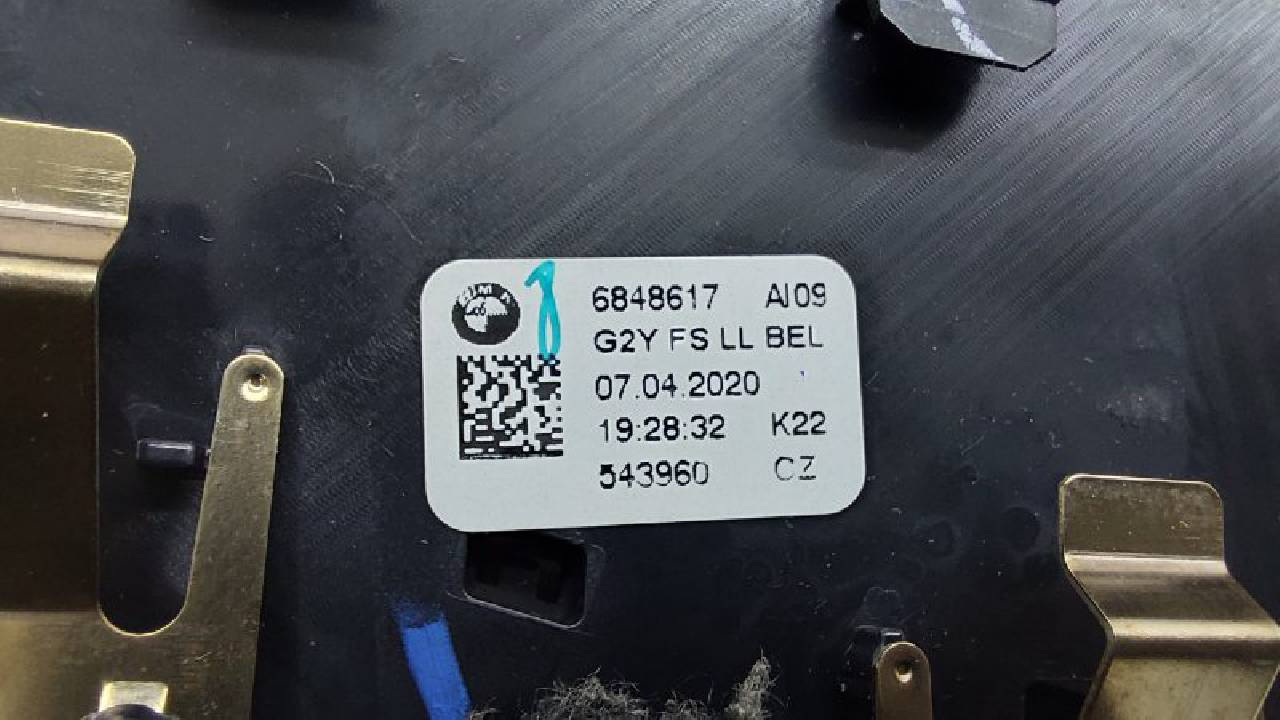 6848617 AI09
G2Y FS LL BEL
07.04.2020
19:28:32 K22
543960 CZ